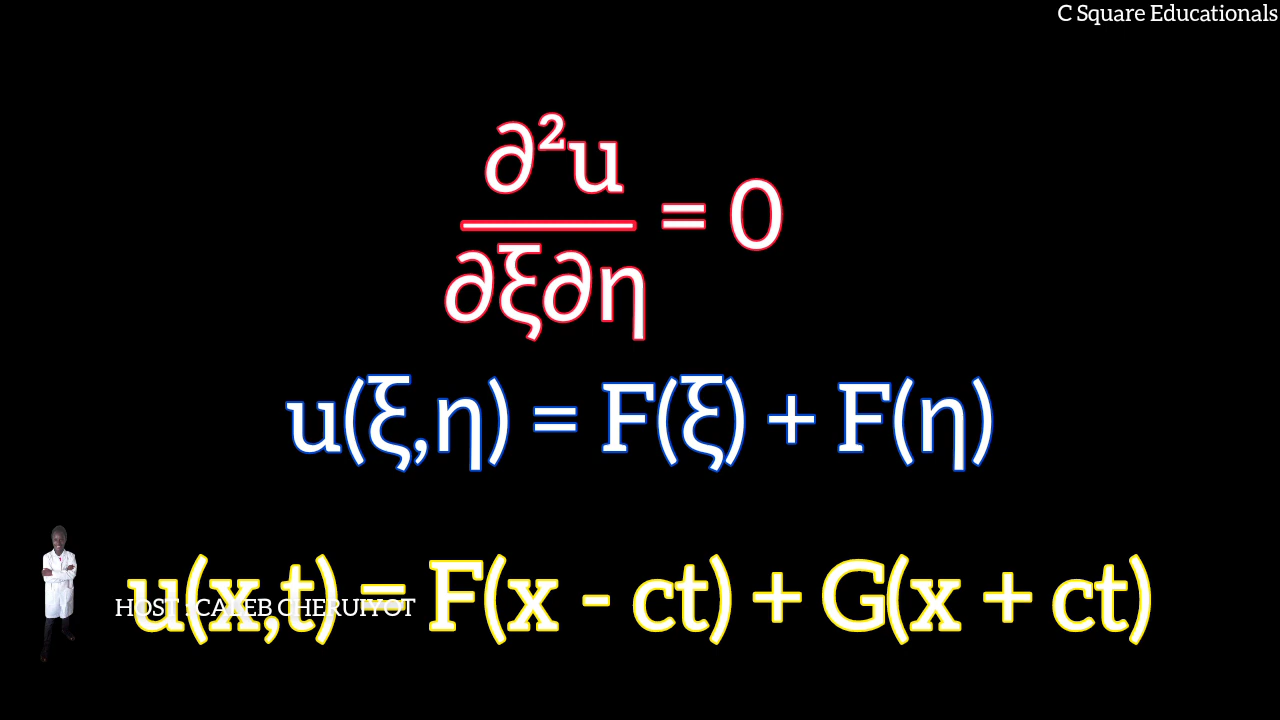 C Square Educationals
∂²u
= 0
∂ξ∂η
u(ξ,η) = F(ξ) + F(η)
u(x,t) = F(x - ct) + G(x + ct)
HOST : CALEB CHERUIYOT